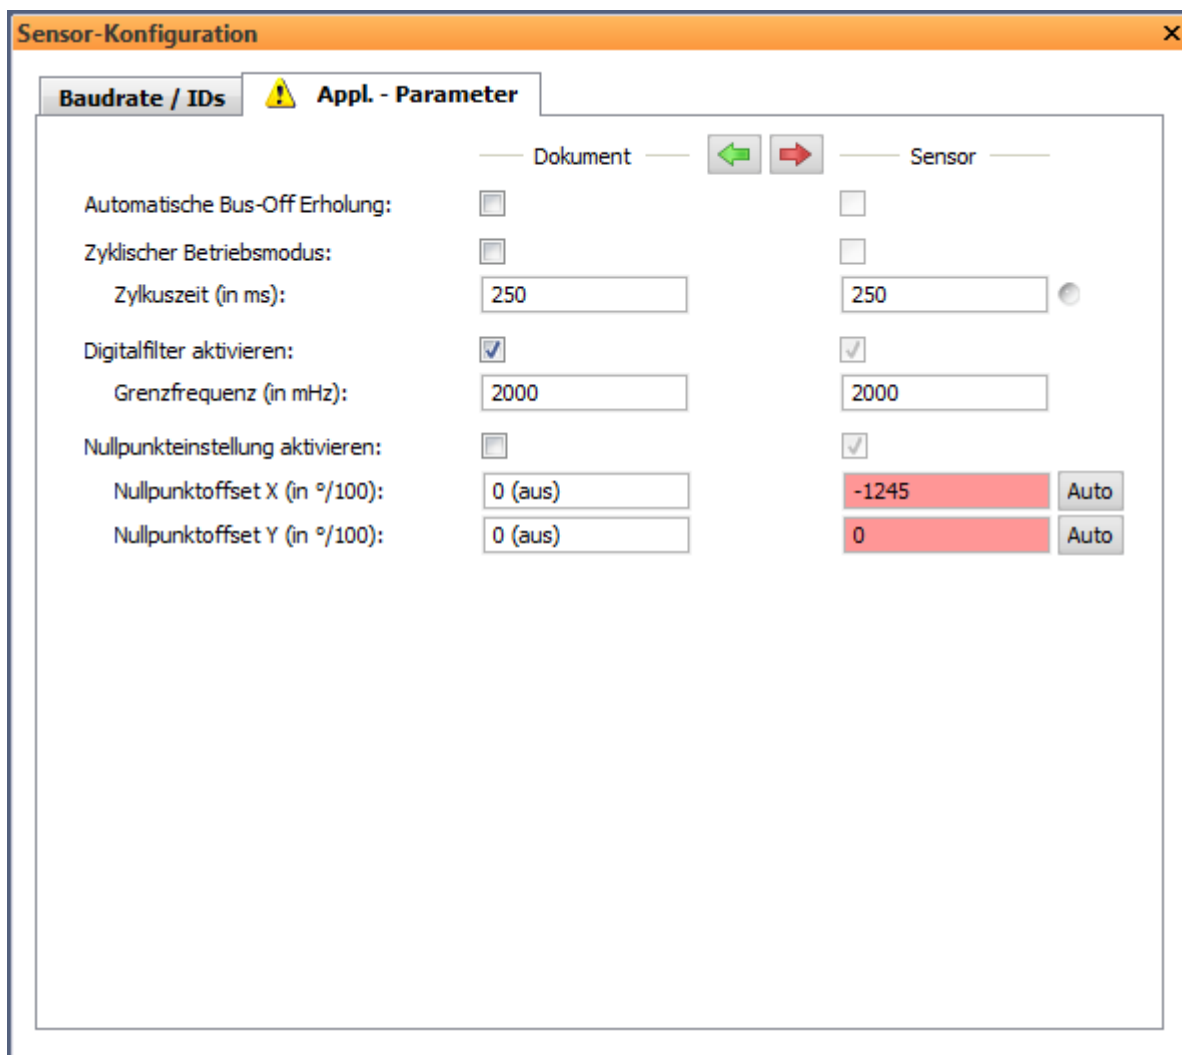 Sensor-Konfiguration
Baudrate / IDs Appl. - Parameter
Dokument Sensor
Automatische Bus-Off Erholung:
Zyklischer Betriebsmodus:
Zylkuszeit (in ms): 250 250
Digitalfilter aktivieren:
Grenzfrequenz (in mHz): 2000 2000
Nullpunkteinstellung aktivieren:
Nullpunktoffset X (in °/100): 0 (aus) -1245 Auto
Nullpunktoffset Y (in °/100): 0 (aus) 0 Auto